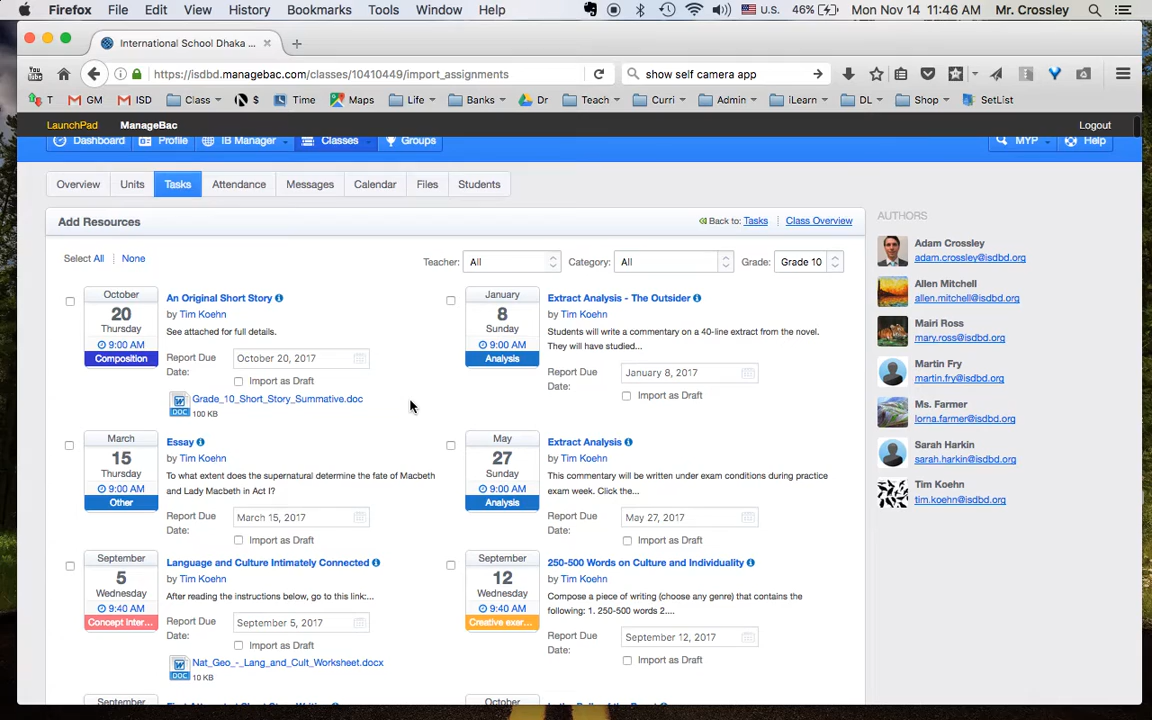 Firefox File Edit View History Bookmarks Tools Window Help U.S. 46% Mon Nov 14 11:46 AM Mr. Crossley
International School Dhaka ...
https://isdbd.managebac.com/classes/10410449/import_assignments show self camera app
You Tube
T GM ISD Class $ Time Maps Life Banks Dr Teach Curri Admin iLearn DL Shop SetList
LaunchPad ManageBac Logout
Dashboard Profile IB Manager Classes Groups MYP Help
Overview Units Tasks Attendance Messages Calendar Files Students
Add Resources Back to: Tasks Class Overview
Select All None Teacher: All Category: All Grade: Grade 10
October
20
Thursday
9:00 AM
Composition
An Original Short Story
by Tim Koehn
See attached for full details.
Report Due Date: October 20, 2017
Import as Draft
Grade_10_Short_Story_Summative.doc
DOC 100 KB
January
8
Sunday
9:00 AM
Analysis
Extract Analysis - The Outsider
by Tim Koehn
Students will write a commentary on a 40-line extract from the novel.
They will have studied...
Report Due Date: January 8, 2017
Import as Draft
March
15
Thursday
9:00 AM
Other
Essay
by Tim Koehn
To what extent does the supernatural determine the fate of Macbeth
and Lady Macbeth in Act I?
Report Due Date: March 15, 2017
Import as Draft
May
27
Sunday
9:00 AM
Analysis
Extract Analysis
by Tim Koehn
This commentary will be written under exam conditions during practice
exam week. Click the...
Report Due Date: May 27, 2017
Import as Draft
September
5
Wednesday
9:40 AM
Concept Inter...
Language and Culture Intimately Connected
by Tim Koehn
After reading the instructions below, go to this link:...
Report Due Date: September 5, 2017
Import as Draft
Nat_Geo_-_Lang_and_Cult_Worksheet.docx
DOC 10 KB
September
12
Wednesday
9:40 AM
Creative exer...
250-500 Words on Culture and Individuality
by Tim Koehn
Compose a piece of writing (choose any genre) that contains the
following: 1. 250-500 words 2....
Report Due Date: September 12, 2017
Import as Draft
AUTHORS
Adam Crossley
adam.crossley@isdbd.org
Allen Mitchell
allen.mitchell@isdbd.org
Mairi Ross
mary.ross@isdbd.org
Martin Fry
martin.fry@isdbd.org
Ms. Farmer
lorna.farmer@isdbd.org
Sarah Harkin
sarah.harkin@isdbd.org
Tim Koehn
tim.koehn@isdbd.org